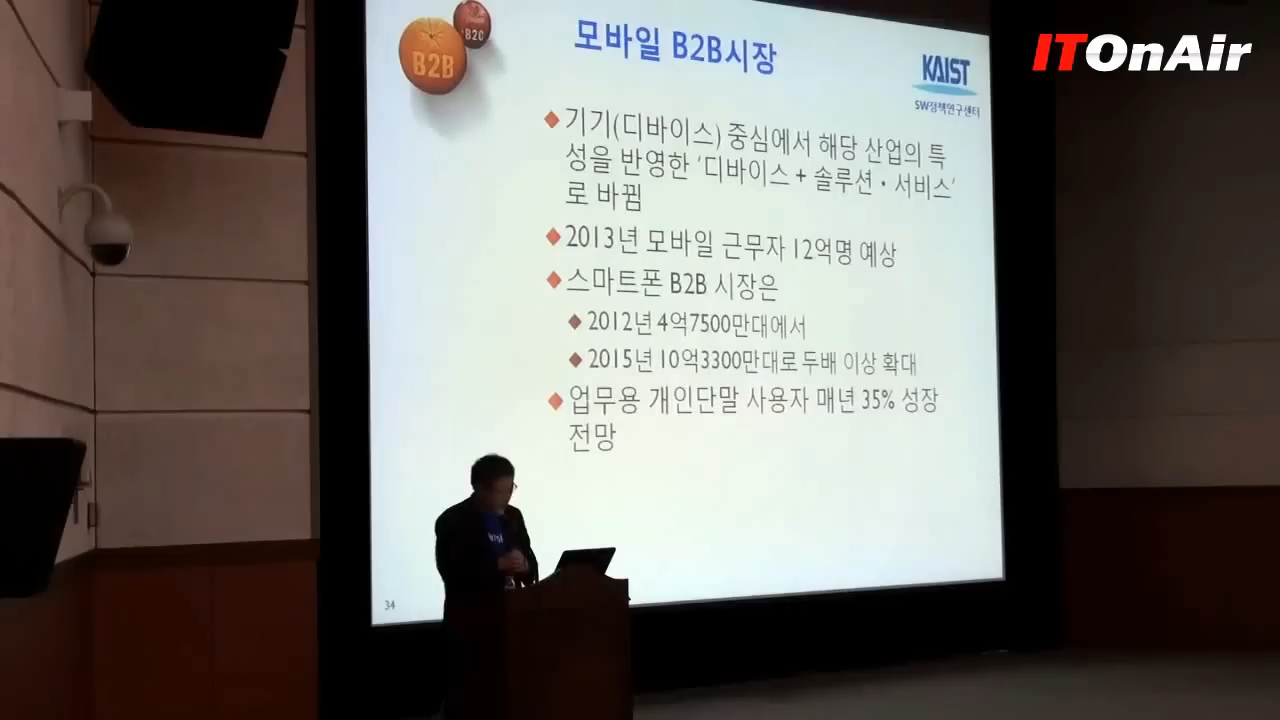 ITOnAir
B2C
B2B
모바일 B2B시장
KAIST
SW정책연구센터
기기(디바이스) 중심에서 해당 산업의 특
성을 반영한 ‘디바이스 + 솔루션·서비스’
로 바뀜
2013년 모바일 근무자 12억명 예상
스마트폰 B2B 시장은
2012년 4억7500만대에서
2015년 10억3300만대로 두배 이상 확대
업무용 개인단말 사용자 매년 35% 성장
전망
34